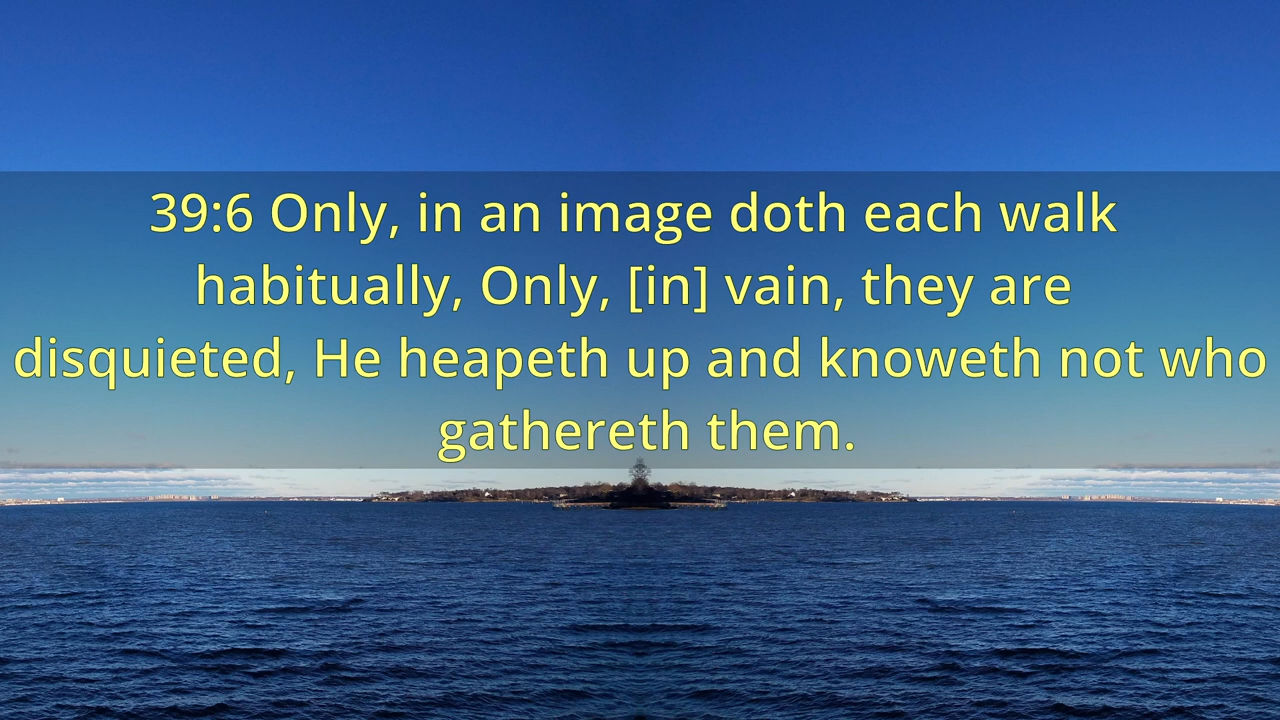 39:6 Only, in an image doth each walk
habitually, Only, [in] vain, they are
disquieted, He heapeth up and knoweth not who
gathereth them.